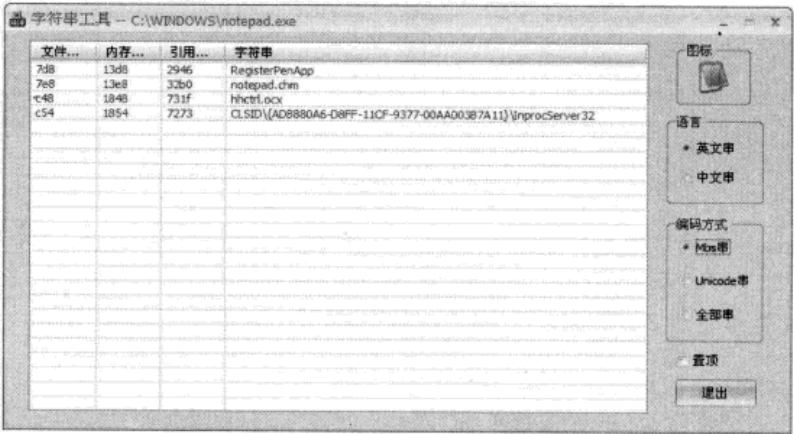 字符串工具 -- C:\WINDOWS\notepad.exe
文件... 内存... 引用... 字符串
7d8 13d8 2946 RegisterPenApp
7e8 13e8 32b0 notepad.chm
c48 1848 731f hhctrl.ocx
c54 1854 7273 CLSID\{ADB880A6-D8FF-11CF-9377-00AA003B7A11}\InprocServer32
图标
语言
英文串
中文串
编码方式
Mbs串
Unicode串
全部串
置顶
退出